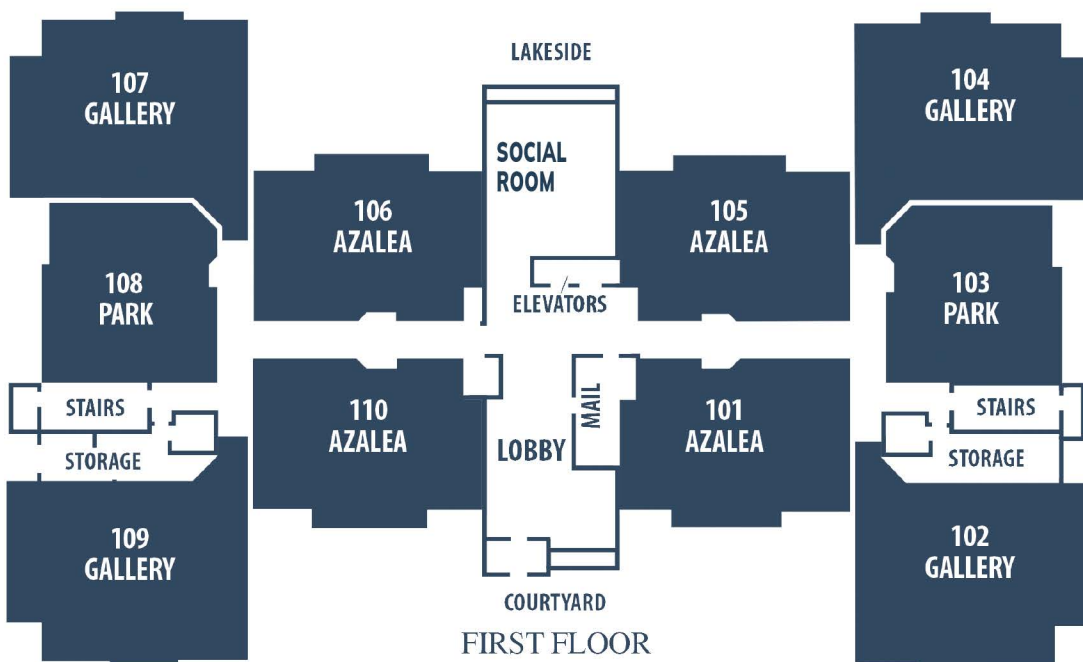 LAKESIDE
107
GALLERY
104
GALLERY
SOCIAL
ROOM
106
AZALEA
105
AZALEA
108
PARK
ELEVATORS
103
PARK
STAIRS
STORAGE
110
AZALEA
LOBBY
MAIL
101
AZALEA
STAIRS
STORAGE
109
GALLERY
102
GALLERY
COURTYARD
FIRST FLOOR